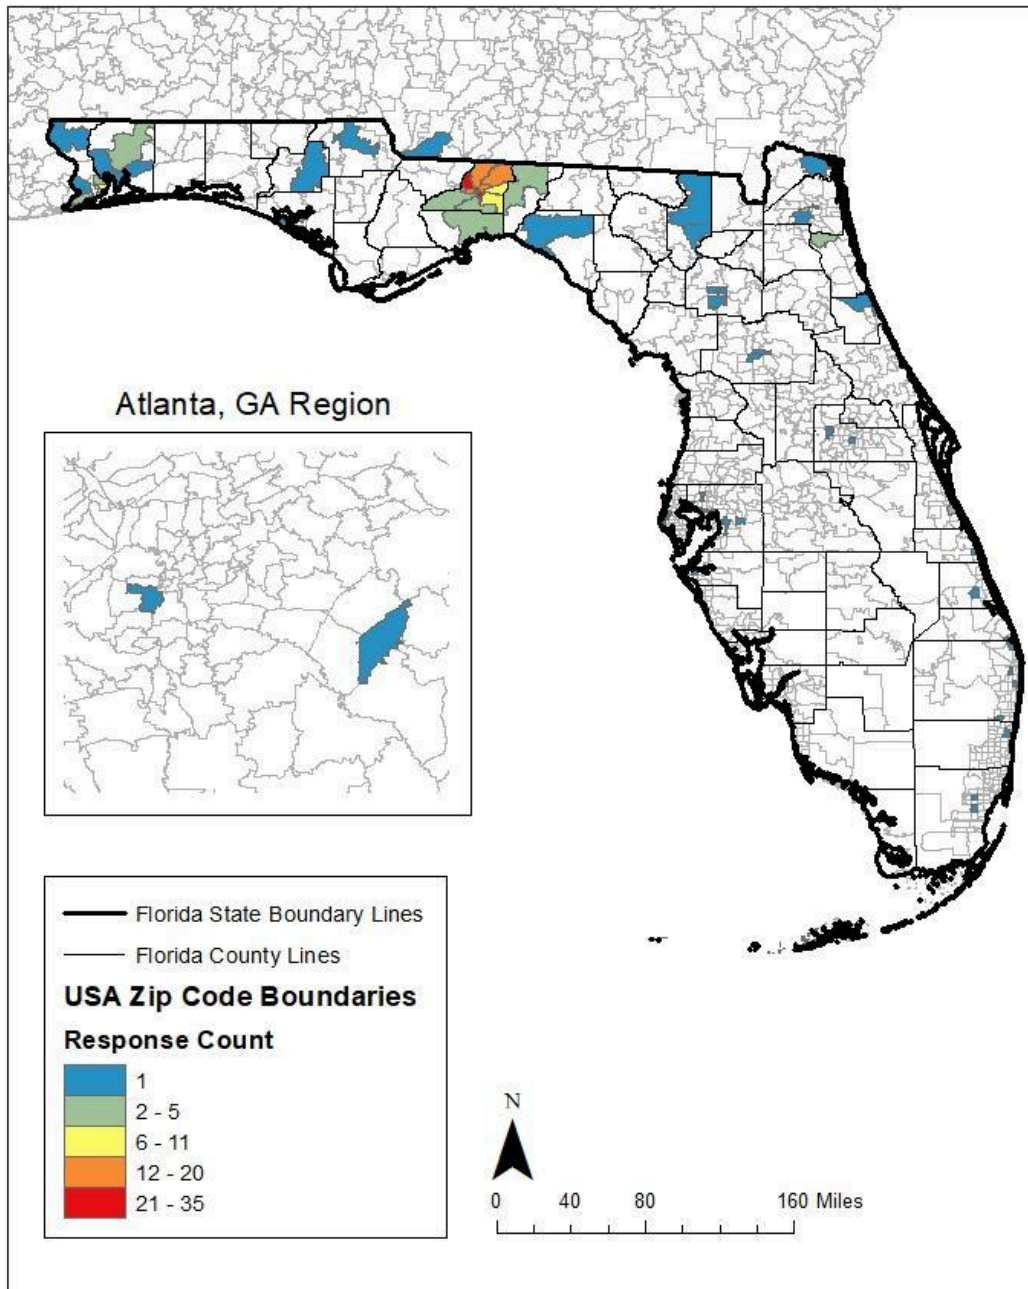 Atlanta, GA Region
Florida State Boundary Lines
Florida County Lines
USA Zip Code Boundaries
Response Count
1
2 - 5
6 - 11
12 - 20
21 - 35
N
0 40 80 160 Miles